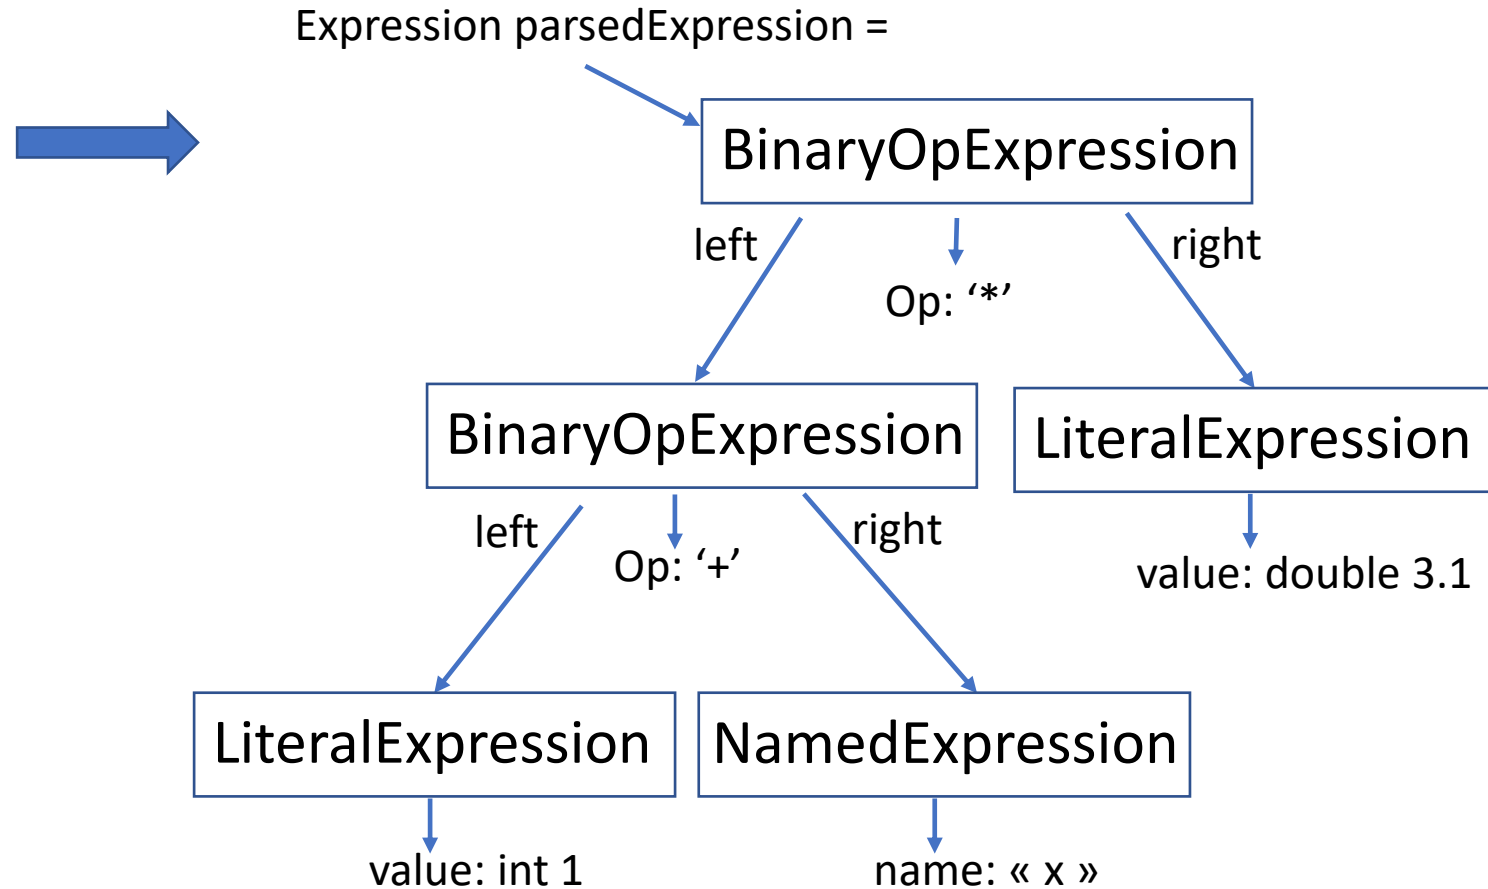 Expression parsedExpression =
BinaryOpExpression
left
right
Op: ‘*’
BinaryOpExpression
LiteralExpression
left
right
Op: ‘+’
value: double 3.1
LiteralExpression
NamedExpression
value: int 1
name: « x »